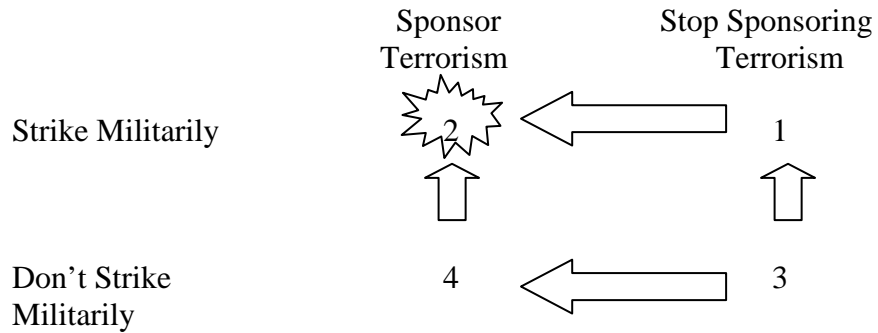 Sponsor Terrorism
Stop Sponsoring Terrorism
Strike Militarily
2
1
Don’t Strike Militarily
4
3